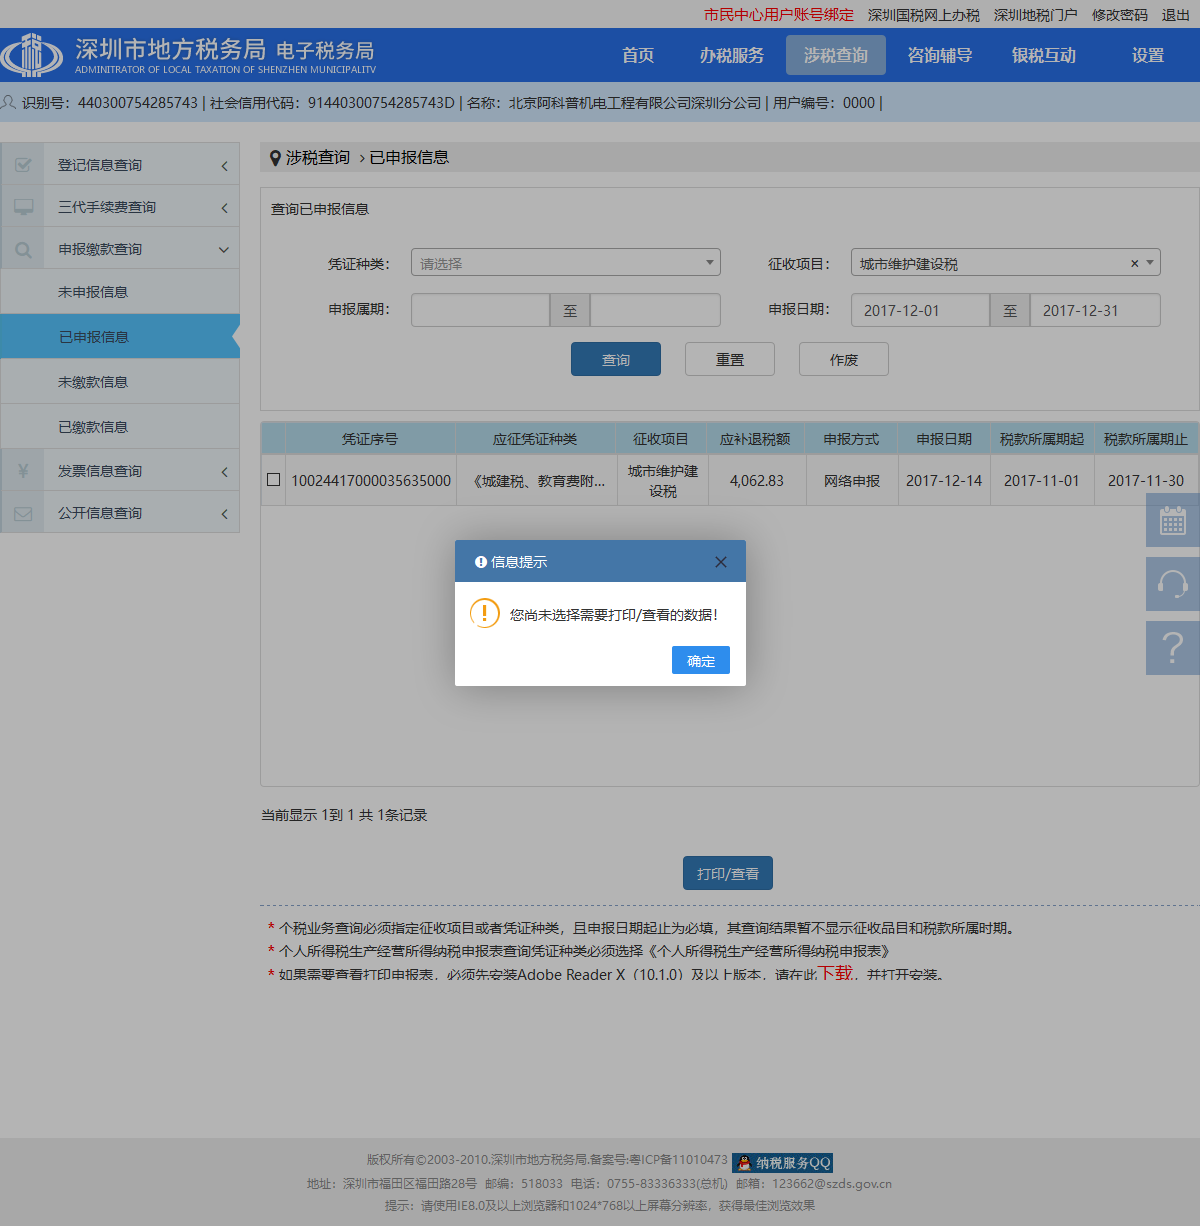 市民中心用户账号绑定 深圳国税网上办税 深圳地税门户 修改密码 退出
深圳市地方税务局 电子税务局
ADMINITRATOR OF LOCAL TAXATION OF SHENZHEN MUNICIPALITV
首页 办税服务 涉税查询 咨询辅导 银税互动 设置
识别号：440300754285743 | 社会信用代码：91440300754285743D | 名称：北京阿科普机电工程有限公司深圳分公司 | 用户编号：0000 |
登记信息查询
三代手续费查询
申报缴款查询
未申报信息
已申报信息
未缴款信息
已缴款信息
发票信息查询
公开信息查询
涉税查询 › 已申报信息
查询已申报信息
凭证种类： 请选择 征收项目： 城市维护建设税 × 
申报属期： 至 申报日期： 2017-12-01 至 2017-12-31
查询 重置 作废
凭证序号 应征凭证种类 征收项目 应补退税额 申报方式 申报日期 税款所属期起 税款所属期止
10024417000035635000 《城建税、教育费附... 城市维护建设税 4,062.83 网络申报 2017-12-14 2017-11-01 2017-11-30
信息提示
您尚未选择需要打印/查看的数据！
确定
当前显示 1到 1 共 1条记录
打印/查看
* 个税业务查询必须指定征收项目或者凭证种类，且申报日期起止为必填，其查询结果暂不显示征收品目和税款所属时期。
* 个人所得税生产经营所得纳税申报表查询凭证种类必须选择《个人所得税生产经营所得纳税申报表》
* 如果需要查看打印申报表，必须先安装Adobe Reader X（10.1.0）及以上版本，请在此下载，并打开安装。
版权所有©2003-2010.深圳市地方税务局.备案号:粤ICP备11010473 纳税服务QQ
地址：深圳市福田区福田路28号 邮编：518033 电话：0755-83336333(总机) 邮箱：123662@szds.gov.cn
提示：请使用IE8.0及以上浏览器和1024*768以上屏幕分辨率，获得最佳浏览效果